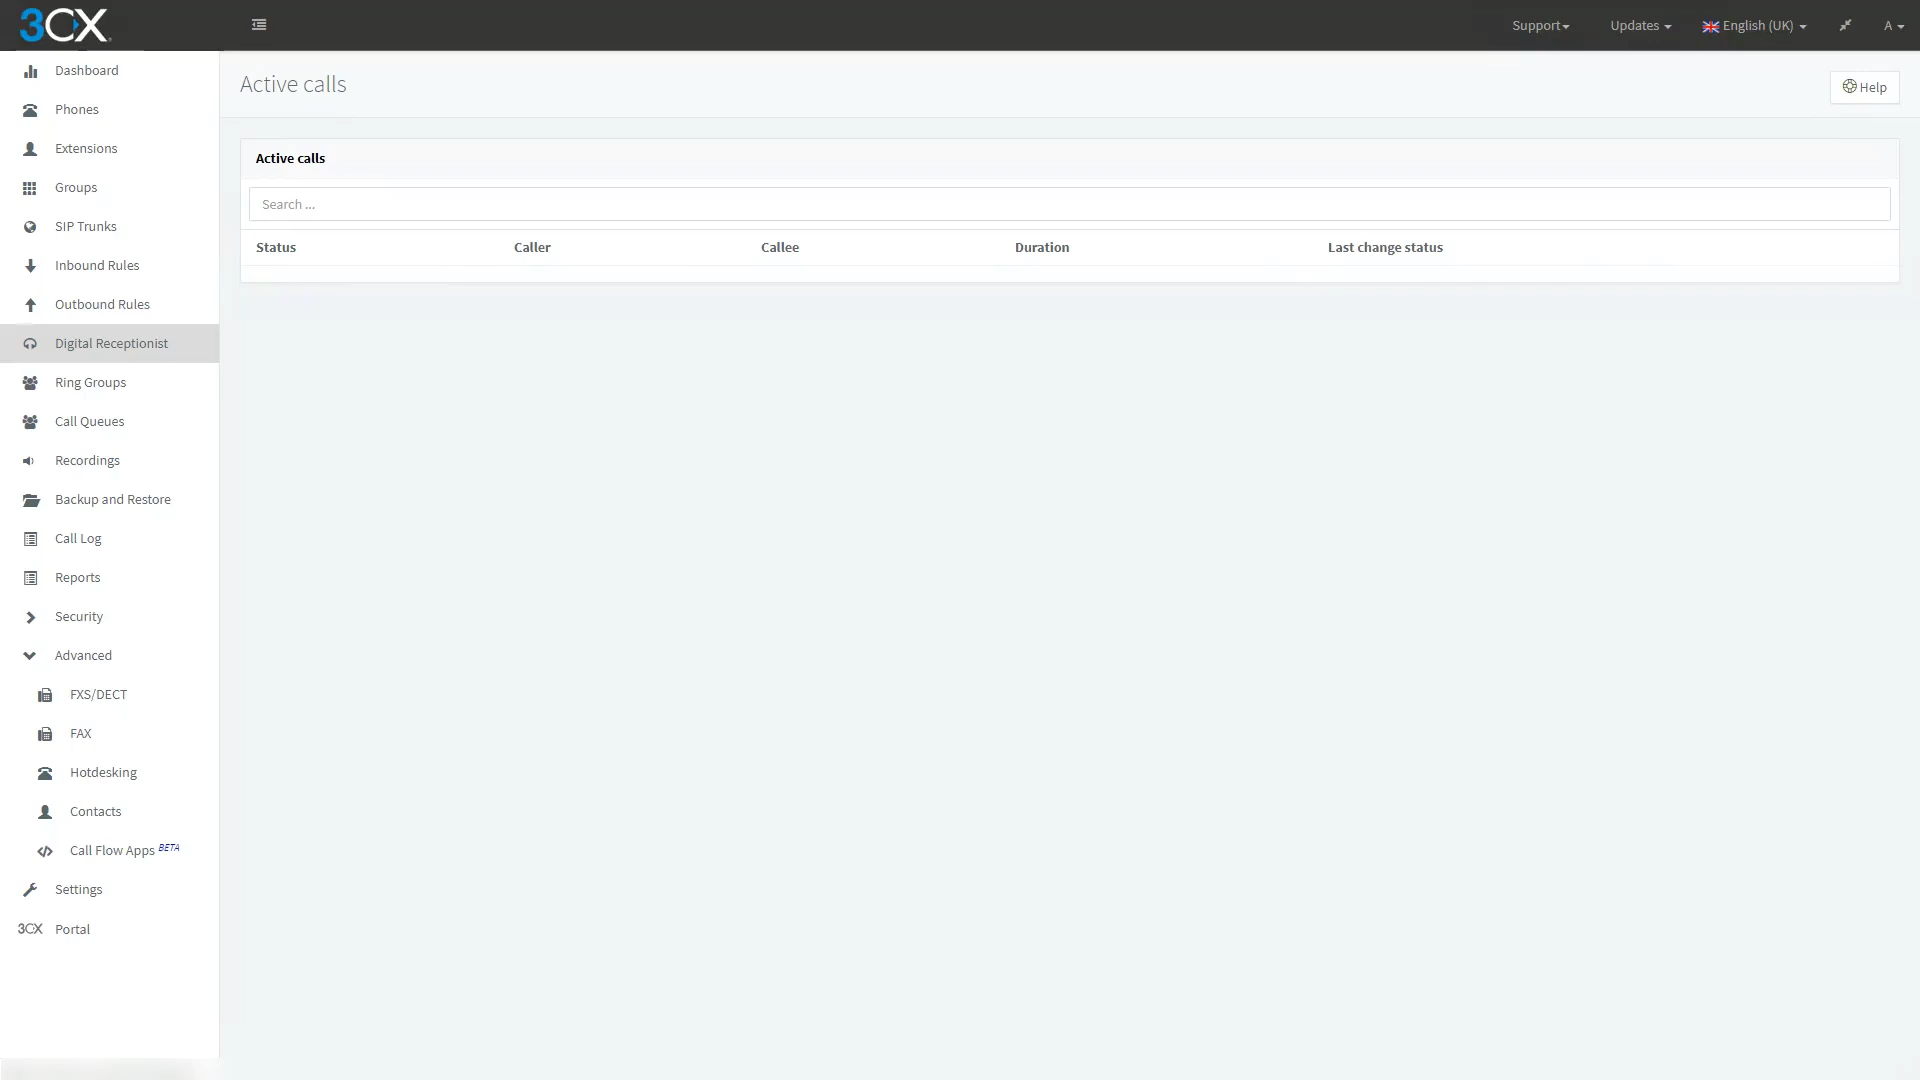 3CX
Support
Updates
English (UK)
A
Dashboard
Phones
Extensions
Groups
SIP Trunks
Inbound Rules
Outbound Rules
Digital Receptionist
Ring Groups
Call Queues
Recordings
Backup and Restore
Call Log
Reports
Security
Advanced
FXS/DECT
FAX
Hotdesking
Contacts
Call Flow Apps BETA
Settings
3CX Portal
Active calls
Help
Active calls
Search ...
Status Caller Callee Duration Last change status